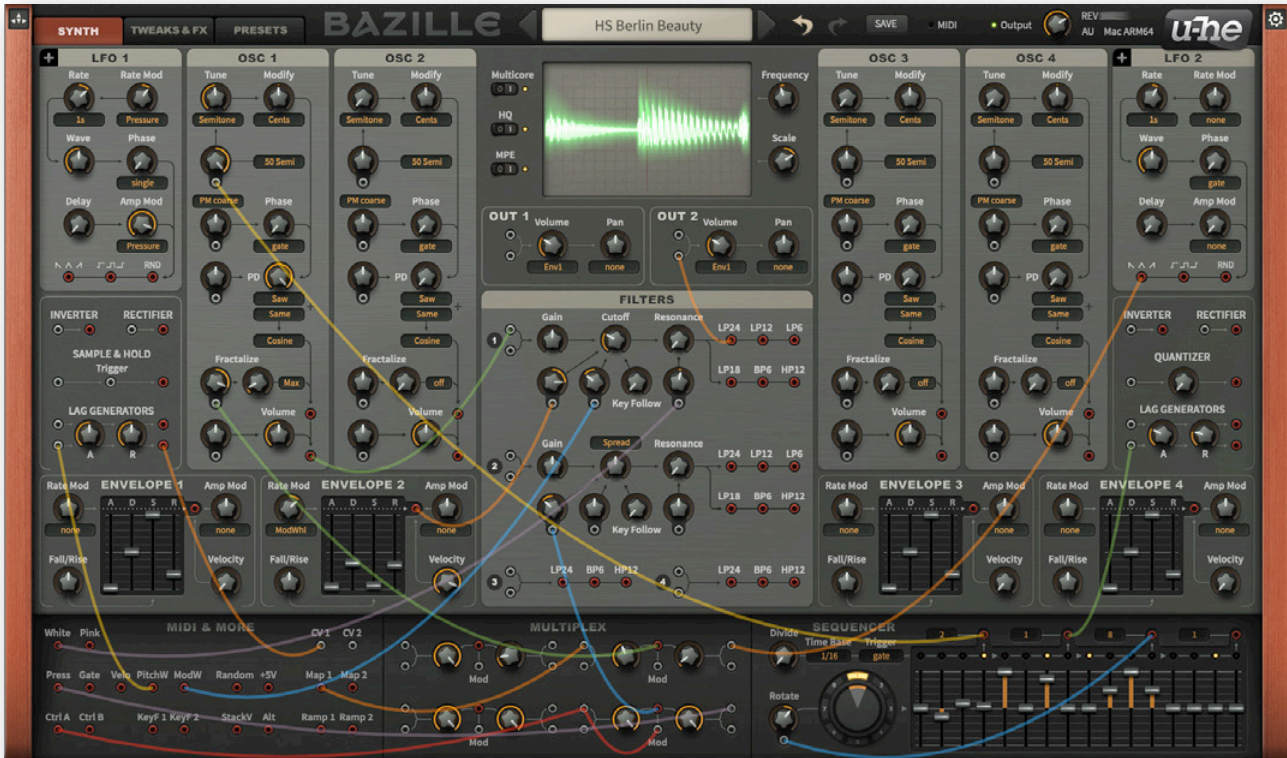 SYNTH TWEAKS & FX PRESETS BAZILLE HS Berlin Beauty SAVE MIDI Output REV AU Mac ARM64 u-he
LFO 1 OSC 1 OSC 2 OSC 3 OSC 4 LFO 2
Rate Rate Mod Tune Modify Tune Modify Multicore Frequency Tune Modify Tune Modify Rate Rate Mod
1s Pressure Semitone Cents Semitone Cents HQ Semitone Cents Semitone Cents 1s none
Wave Phase 50 Semi 50 Semi MPE Scale 50 Semi 50 Semi Wave Phase
single gate
Delay Amp Mod PM coarse Phase PM coarse Phase OUT 1 Volume Pan OUT 2 Volume Pan PM coarse Phase PM coarse Phase Delay Amp Mod
Pressure gate gate Env1 none Env1 none gate gate none
RND PD PD PD PD RND
Saw Saw FILTERS Saw Saw
INVERTER RECTIFIER Same Same Gain Cutoff Resonance LP24 LP12 LP6 Same Same INVERTER RECTIFIER
SAMPLE & HOLD Cosine Cosine 1 Cosine Cosine QUANTIZER
Trigger Fractalize Fractalize LP18 BP6 HP12 Fractalize Fractalize
Max off Key Follow off off
LAG GENERATORS Volume Volume Volume Volume LAG GENERATORS
A R Gain Spread Resonance LP24 LP12 LP6 A R
2
Rate Mod ENVELOPE 1 Amp Mod Rate Mod ENVELOPE 2 Amp Mod LP18 BP6 HP12 Rate Mod ENVELOPE 3 Amp Mod Rate Mod ENVELOPE 4 Amp Mod
A D S R A D S R A D S R A D S R
none none ModWhl none Key Follow none none none none
Fall/Rise Velocity Fall/Rise Velocity Fall/Rise Velocity Fall/Rise Velocity
3 LP24 BP6 HP12 4 LP24 BP6 HP12
MIDI & MORE MULTIPLEX SEQUENCER
White Pink CV 1 CV 2 Divide Time Base Trigger 2 1 8 1
1/16 gate
Press Gate Velo PitchW ModW Random +5V Map 1 Map 2 Mod Mod
Rotate
Ctrl A Ctrl B KeyF 1 KeyF 2 StackV Alt Ramp 1 Ramp 2
Mod Mod